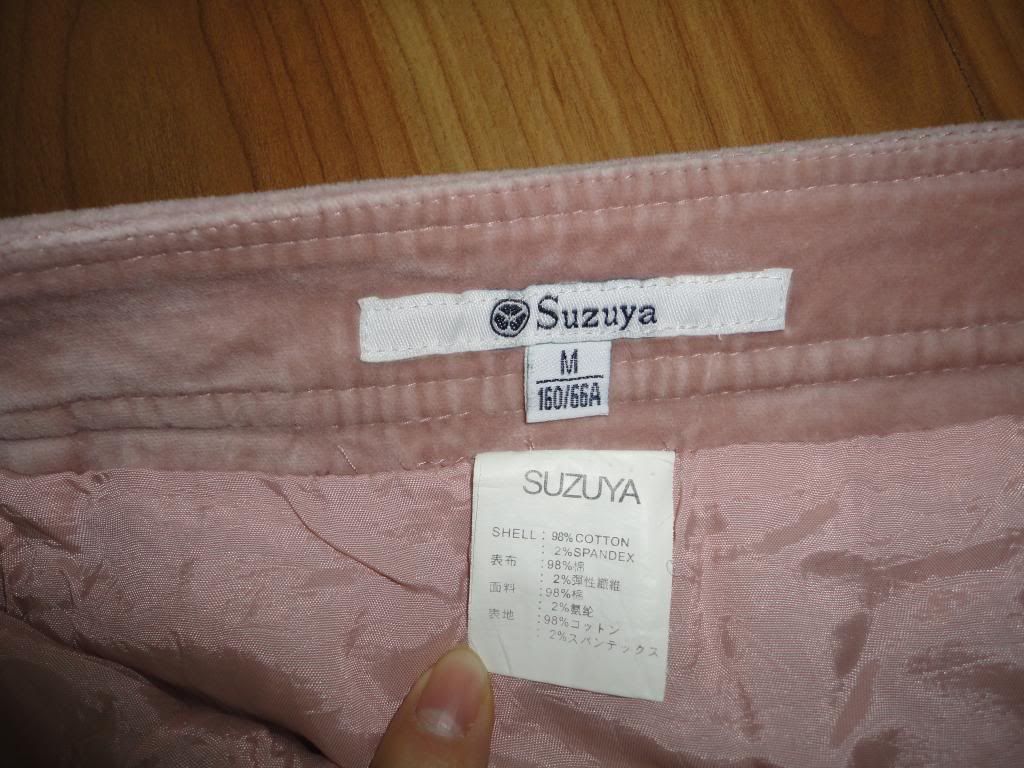 Suzuya
M
160/66A
SUZUYA
SHELL : 98%COTTON
: 2%SPANDEX
表布 : 98%棉
: 2%彈性纖維
面料 : 98%棉
: 2%氨纶
表地 : 98%コットン
: 2%スパンテックス